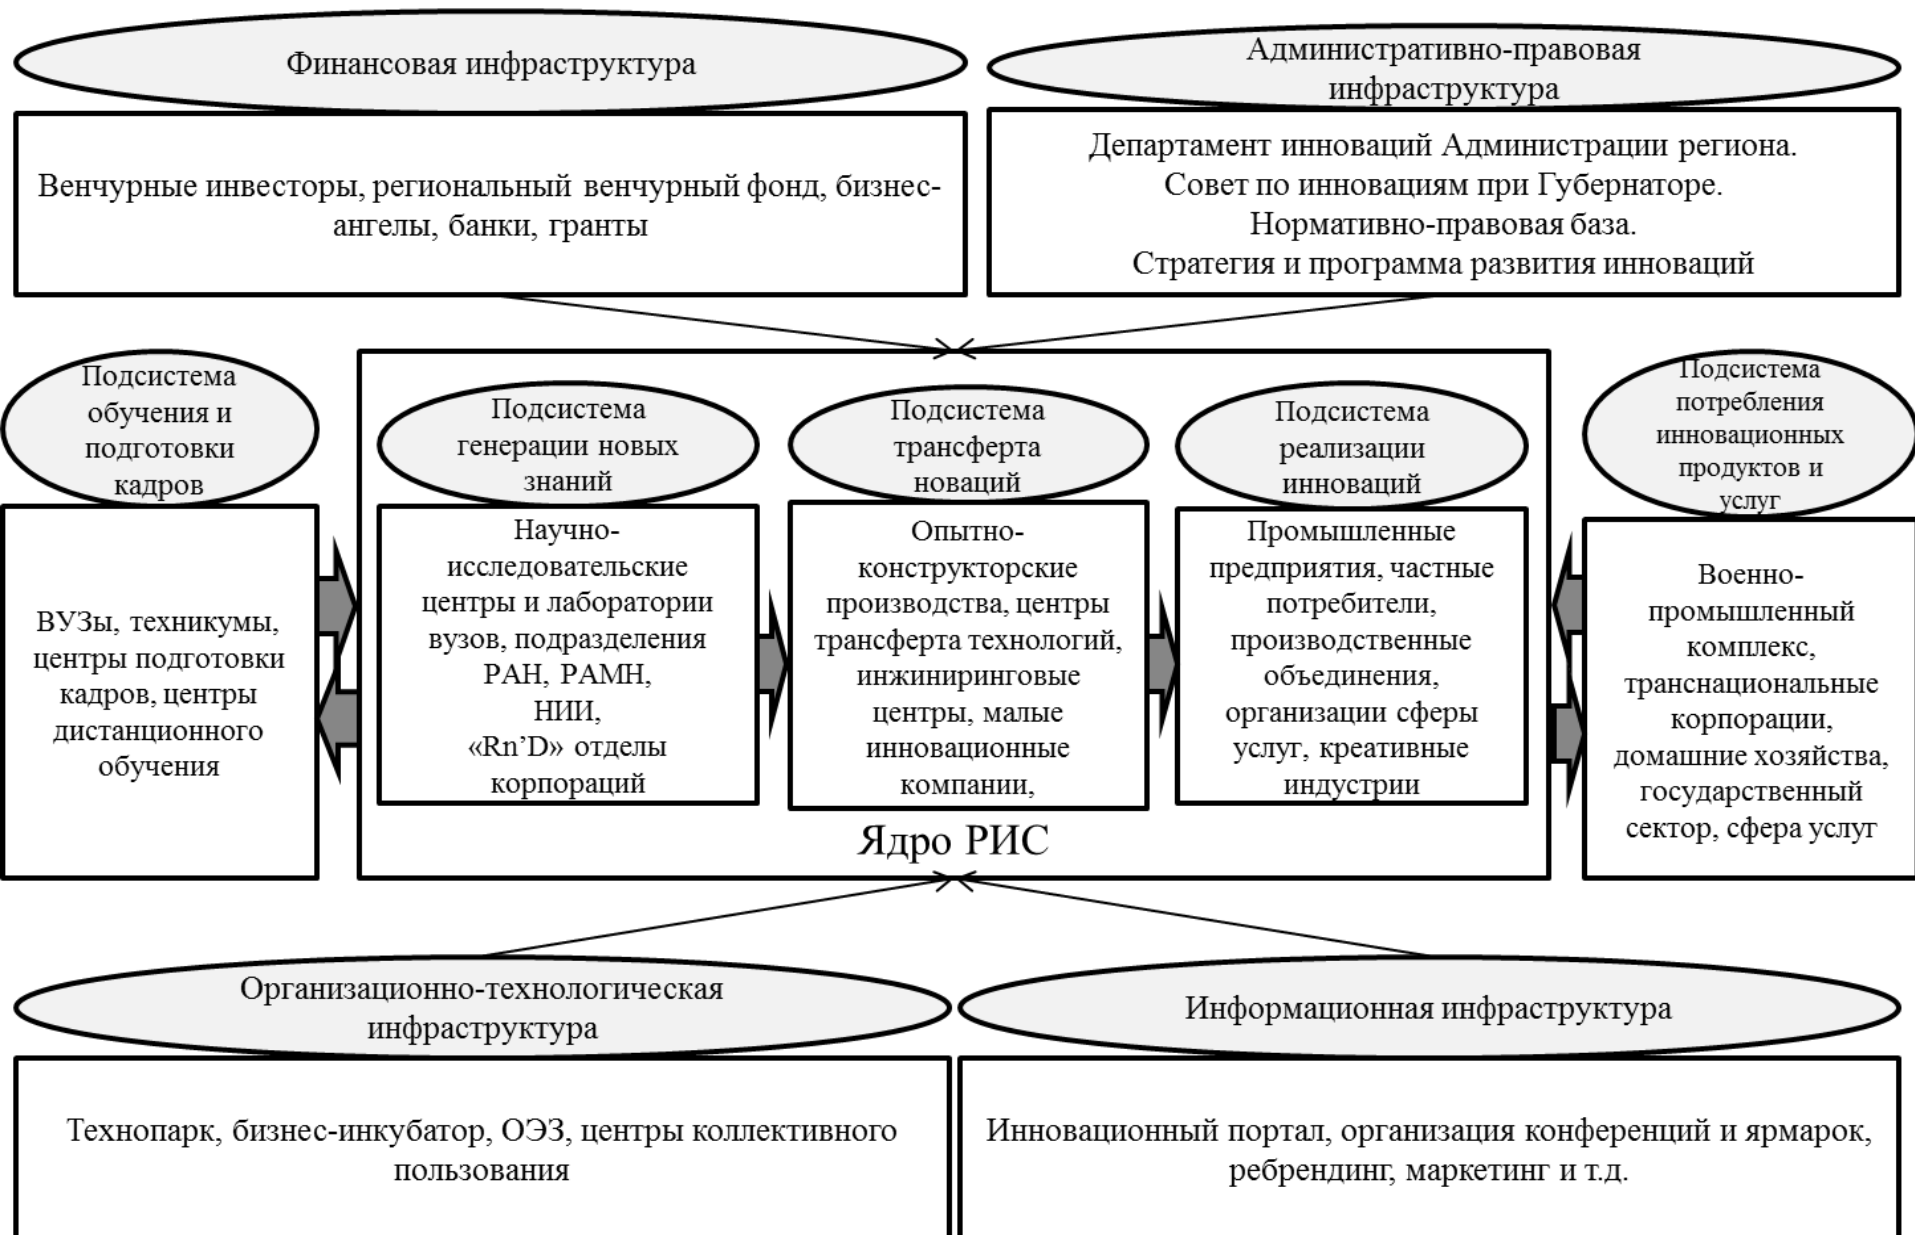 Финансовая инфраструктура
Административно-правовая
инфраструктура
Венчурные инвесторы, региональный венчурный фонд, бизнес-
ангелы, банки, гранты
Департамент инноваций Администрации региона.
Совет по инновациям при Губернаторе.
Нормативно-правовая база.
Стратегия и программа развития инноваций
Подсистема
обучения и
подготовки
кадров
ВУЗы, техникумы,
центры подготовки
кадров, центры
дистанционного
обучения
Подсистема
генерации новых
знаний
Научно-
исследовательские
центры и лаборатории
вузов, подразделения
РАН, РАМН,
НИИ,
«Rn’D» отделы
корпораций
Подсистема
трансферта
новаций
Опытно-
конструкторские
производства, центры
трансферта технологий,
инжиниринговые
центры, малые
инновационные
компании,
Подсистема
реализации
инноваций
Промышленные
предприятия, частные
потребители,
производственные
объединения,
организации сферы
услуг, креативные
индустрии
Ядро РИС
Подсистема
потребления
инновационных
продуктов и
услуг
Военно-
промышленный
комплекс,
транснациональные
корпорации,
домашние хозяйства,
государственный
сектор, сфера услуг
Организационно-технологическая
инфраструктура
Информационная инфраструктура
Технопарк, бизнес-инкубатор, ОЭЗ, центры коллективного
пользования
Инновационный портал, организация конференций и ярмарок,
ребрендинг, маркетинг и т.д.